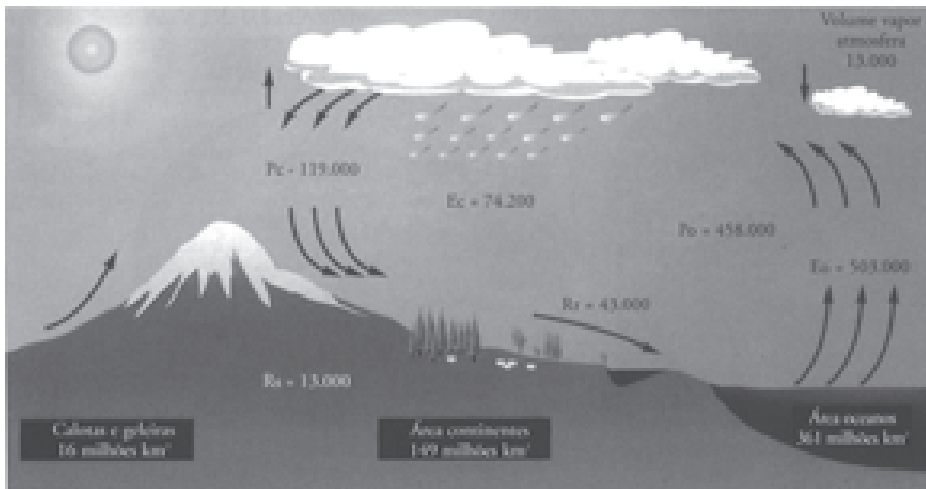 Volume vapor
atmosfera
13.000
Pc - 119.000
Ec = 74.200
Po = 458.000
Eo = 503.000
Rr = 43.000
Rs = 13.000
Calotas e geleiras
16 milhões km²
Área continentes
149 milhões km²
Área oceanos
361 milhões km²